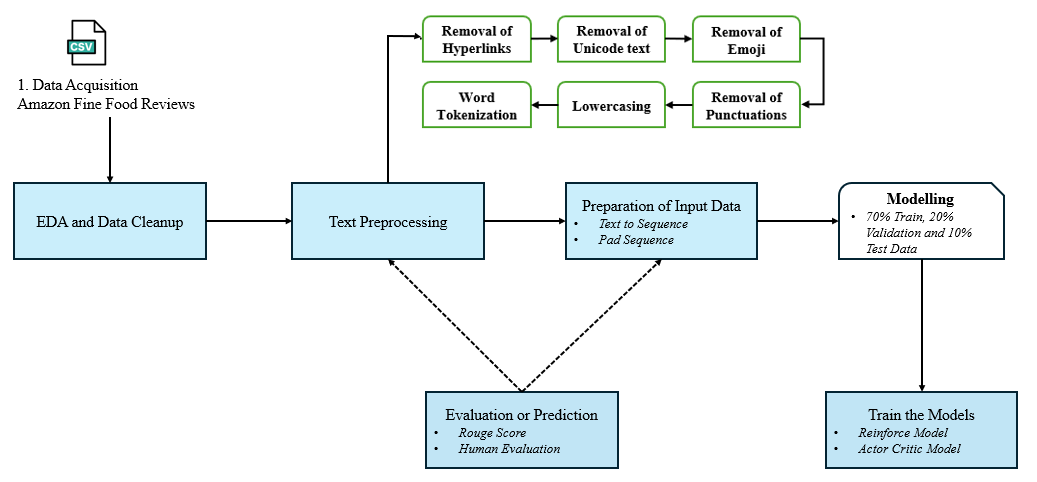 CSV
1. Data Acquisition
Amazon Fine Food Reviews
Removal of
Hyperlinks
Removal of
Unicode text
Removal of
Emoji
Word
Tokenization
Lowercasing
Removal of
Punctuations
EDA and Data Cleanup
Text Preprocessing
Preparation of Input Data
• Text to Sequence
• Pad Sequence
Modelling
• 70% Train, 20%
Validation and 10%
Test Data
Evaluation or Prediction
• Rouge Score
• Human Evaluation
Train the Models
• Reinforce Model
• Actor Critic Model